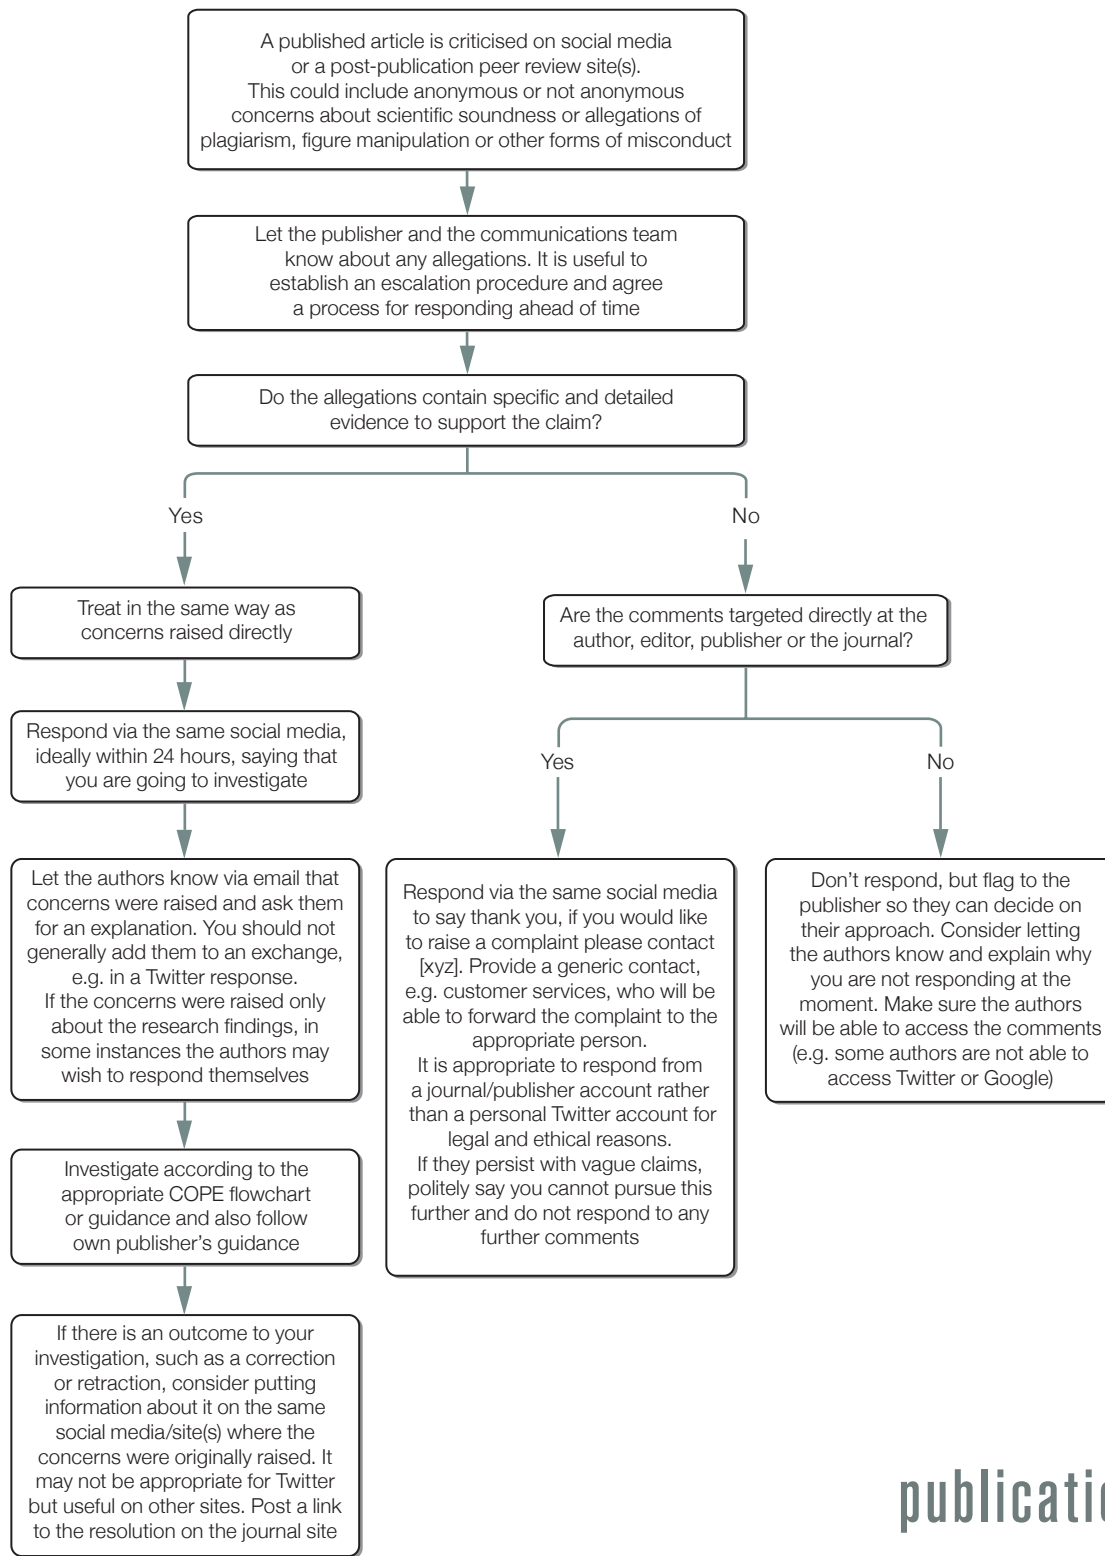 A published article is criticised on social media
or a post-publication peer review site(s).
This could include anonymous or not anonymous
concerns about scientific soundness or allegations of
plagiarism, figure manipulation or other forms of misconduct
Let the publisher and the communications team
know about any allegations. It is useful to
establish an escalation procedure and agree
a process for responding ahead of time
Do the allegations contain specific and detailed
evidence to support the claim?
Yes
No
Treat in the same way as
concerns raised directly
Respond via the same social media,
ideally within 24 hours, saying that
you are going to investigate
Let the authors know via email that
concerns were raised and ask them
for an explanation. You should not
generally add them to an exchange,
e.g. in a Twitter response.
If the concerns were raised only
about the research findings, in
some instances the authors may
wish to respond themselves
Investigate according to the
appropriate COPE flowchart
or guidance and also follow
own publisher's guidance
If there is an outcome to your
investigation, such as a correction
or retraction, consider putting
information about it on the same
social media/site(s) where the
concerns were originally raised. It
may not be appropriate for Twitter
but useful on other sites. Post a link
to the resolution on the journal site
Are the comments targeted directly at the
author, editor, publisher or the journal?
Yes
No
Respond via the same social media
to say thank you, if you would like
to raise a complaint please contact
[xyz]. Provide a generic contact,
e.g. customer services, who will be
able to forward the complaint to the
appropriate person.
It is appropriate to respond from
a journal/publisher account rather
than a personal Twitter account for
legal and ethical reasons.
If they persist with vague claims,
politely say you cannot pursue this
further and do not respond to any
further comments
Don't respond, but flag to the
publisher so they can decide on
their approach. Consider letting
the authors know and explain why
you are not responding at the
moment. Make sure the authors
will be able to access the comments
(e.g. some authors are not able to
access Twitter or Google)